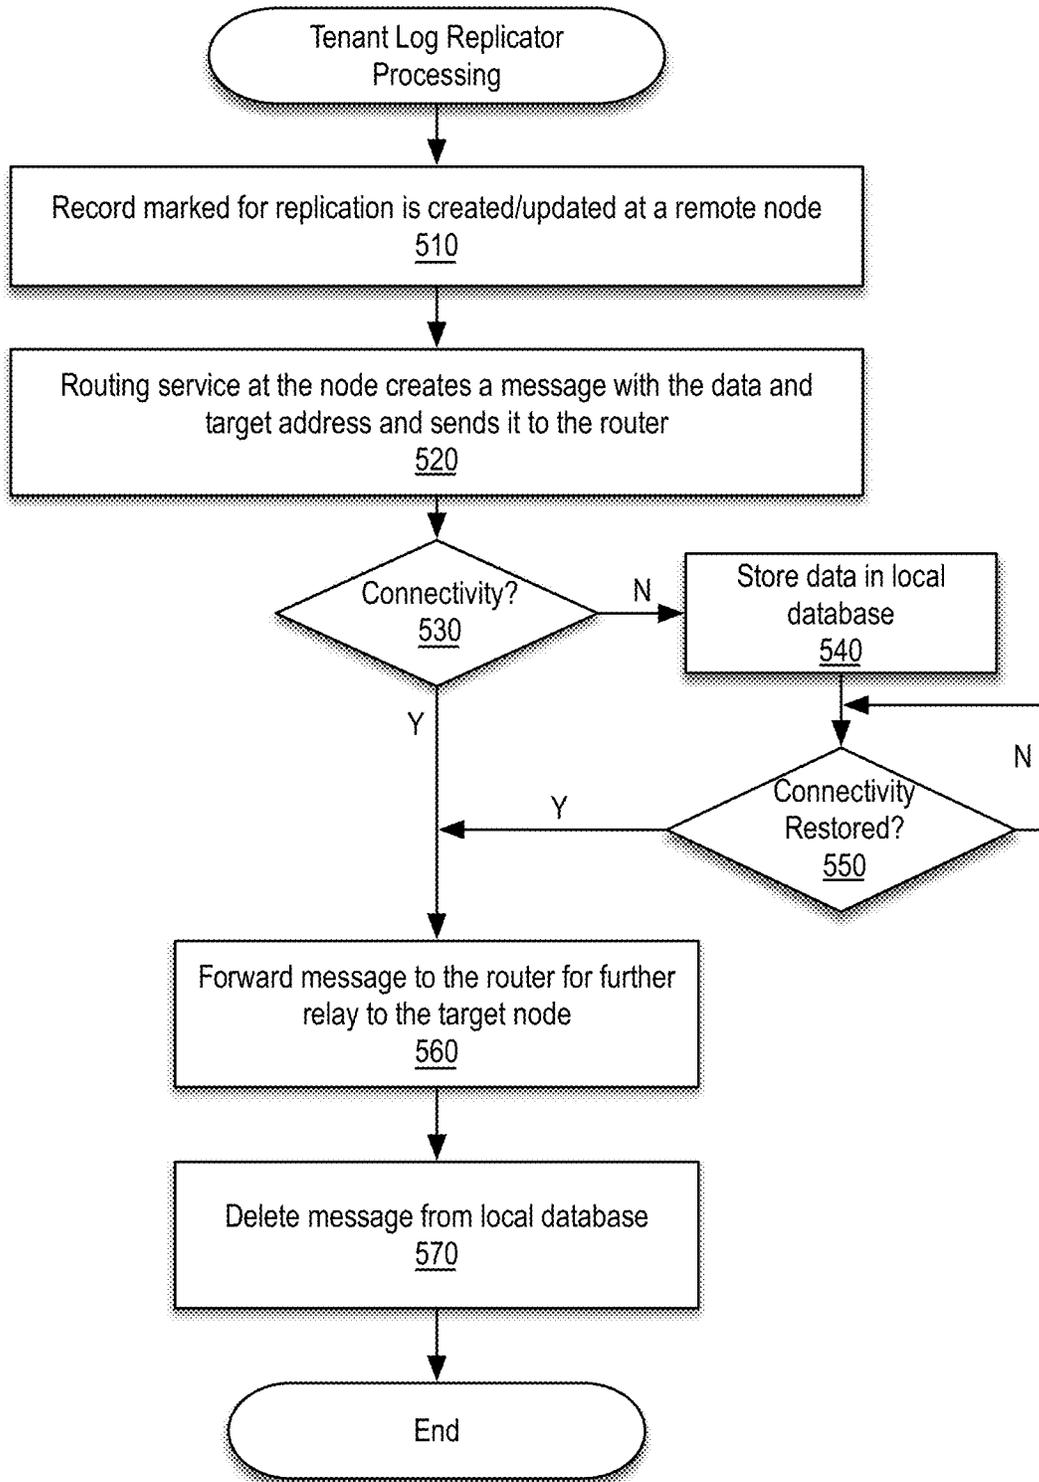 Tenant Log Replicator
Processing
Record marked for replication is created/updated at a remote node
510
Routing service at the node creates a message with the data and
target address and sends it to the router
520
Connectivity?
530
N
Store data in local
database
540
Y
N
Connectivity
Restored?
550
Y
Forward message to the router for further
relay to the target node
560
Delete message from local database
570
End